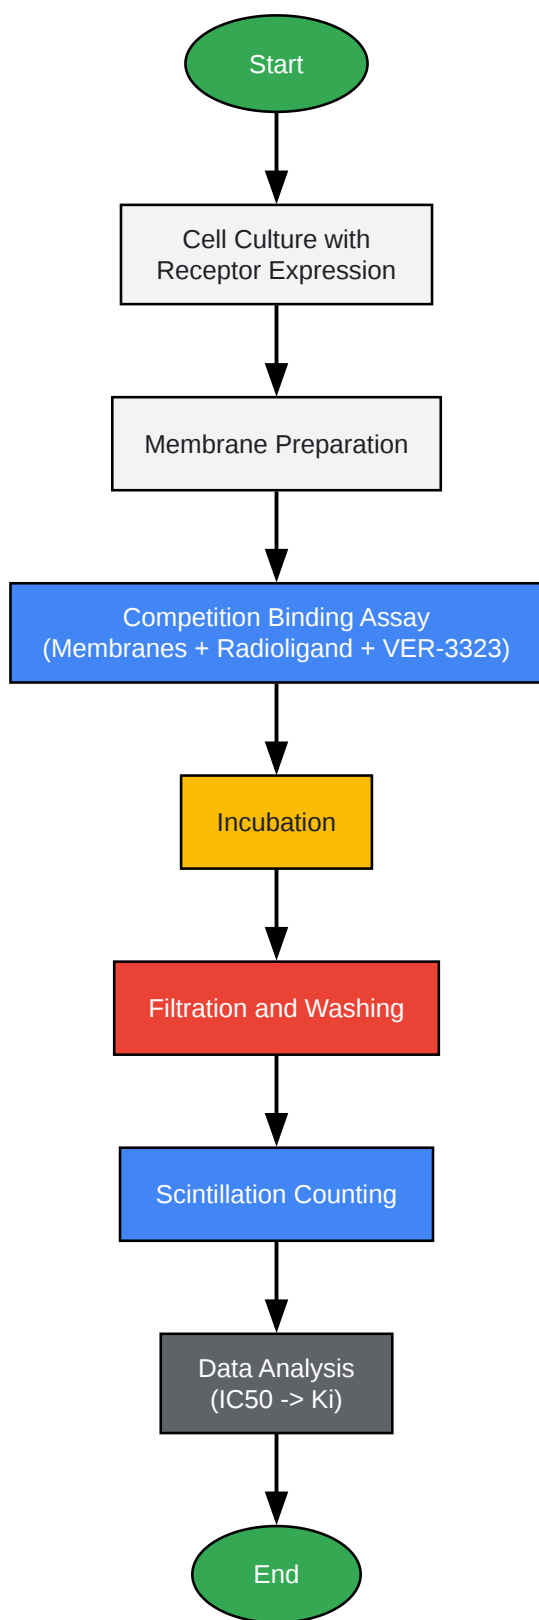 Start
Cell Culture with
Receptor Expression
Membrane Preparation
Competition Binding Assay
(Membranes + Radioligand + VER-3323)
Incubation
Filtration and Washing
Scintillation Counting
Data Analysis
(IC50 -> Ki)
End